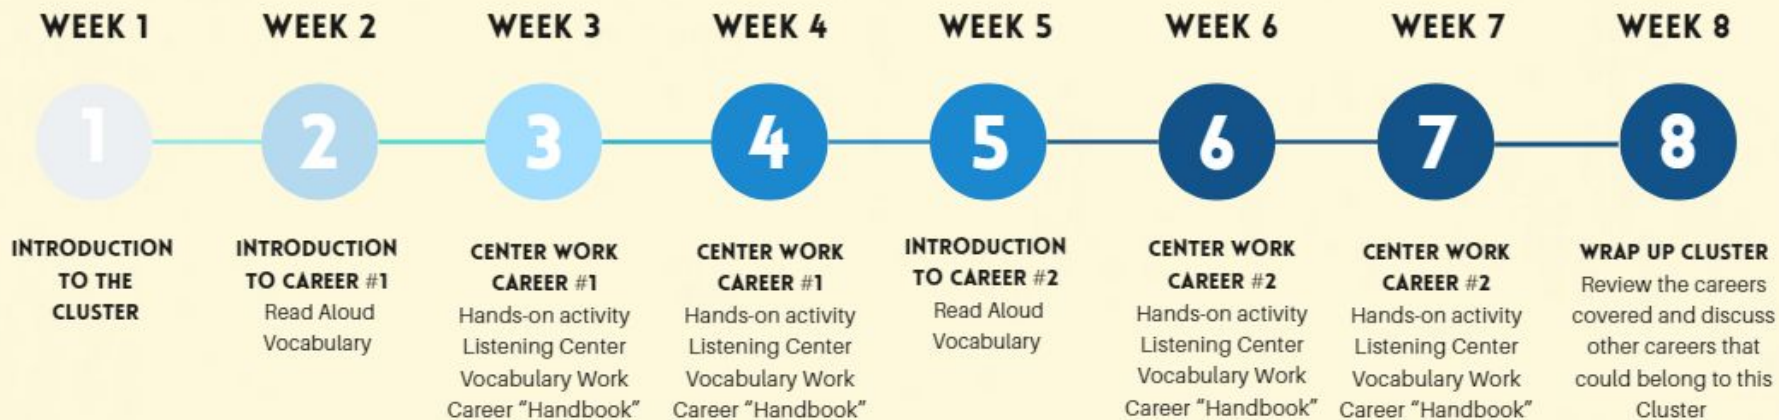 WEEK 1
WEEK 2
WEEK 3
WEEK 4
WEEK 5
WEEK 6
WEEK 7
WEEK 8
1
2
3
4
5
6
7
8
INTRODUCTION
TO THE
CLUSTER
INTRODUCTION
TO CAREER #1
Read Aloud
Vocabulary
CENTER WORK
CAREER #1
Hands-on activity
Listening Center
Vocabulary Work
Career “Handbook”
CENTER WORK
CAREER #1
Hands-on activity
Listening Center
Vocabulary Work
Career “Handbook”
INTRODUCTION
TO CAREER #2
Read Aloud
Vocabulary
CENTER WORK
CAREER #2
Hands-on activity
Listening Center
Vocabulary Work
Career “Handbook”
CENTER WORK
CAREER #2
Hands-on activity
Listening Center
Vocabulary Work
Career “Handbook”
WRAP UP CLUSTER
Review the careers
covered and discuss
other careers that
could belong to this
Cluster